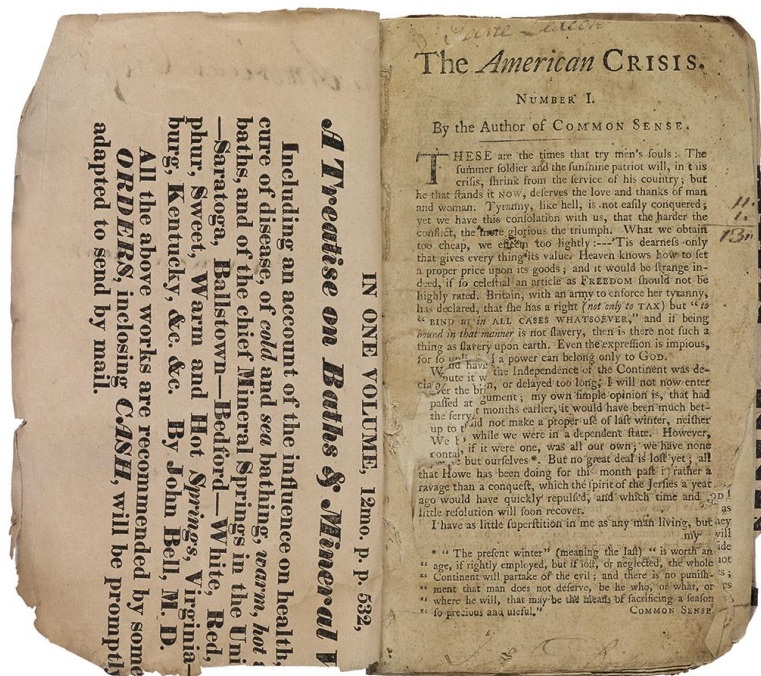 IN ONE VOLUME, 12mo. p. p. 532,
A Treatise on Baths & Mineral
Including an account of the influence on health,
cure of disease, of cold and sea bathing, warm, hot
baths, and of the chief Mineral Springs in the Uni
—Saratoga, Ballstown—Bedford—White, Red,
phur, Sweet, Warm and Hot Springs, Virginia—
burg, Kentucky, &c. &c. By John Bell, M. D.
All the above works are recommended by some
ORDERS, inclosing CASH, will be promptly
adapted to send by mail.
The American CRISIS.
NUMBER I.
By the Author of COMMON SENSE.
THESE are the times that try men's ſouls: The
ſummer ſoldier and the ſunſhine patriot will, in this
criſis, ſhrink from the ſervice of his country; but
he that ſtands it NOW, deſerves the love and thanks of man
and woman. Tyranny, like hell, is not eaſily conquered;
yet we have this conſolation with us, that the harder the
conflict, the more glorious the triumph. What we obtain
too cheap, we eſteem too lightly:---'Tis dearneſs only
that gives every thing its value. Heaven knows how to ſet
a proper price upon its goods; and it would be ſtrange in-
deed, if ſo celeſtial an article as FREEDOM ſhould not be
highly rated. Britain, with an army to enforce her tyranny,
has declared, that ſhe has a right (not only to TAX) but "to
" BIND us in ALL CASES WHATSOEVER," and if being
bound in that manner is not ſlavery, then is there not ſuch a
thing as ſlavery upon earth. Even the expreſſion is impious,
for ſo a power can belong only to GOD.
the Independence of the Continent was de-
or delayed too long, I will not now enter
gument; my own ſimple opinion is, that had
months earlier, it would have been much bet-
not make a proper uſe of laſt winter, neither
while we were in a dependent ſtate. However,
if it were one, was all our own; we have none
but ourſelves *. But no great deal is loſt yet; all
that Howe has been doing for this month paſt is rather a
ravage than a conqueſt, which the ſpirit of the Jerſies a year
ago would have quickly repulſed, and which time and
little reſolution will ſoon recover.
I have as little ſuperſtition in me as any man living, but
my
* " The preſent winter" (meaning the laſt) " is worth an
" age, if rightly employed, but if loſt, or neglected, the whole
" Continent will partake of the evil; and there is no puniſh-
" ment that man does not deſerve, be he who, or what, or
" where he will, that may be the means of ſacrificing a ſeaſon
" ſo precious and uſeful." COMMON SENSE